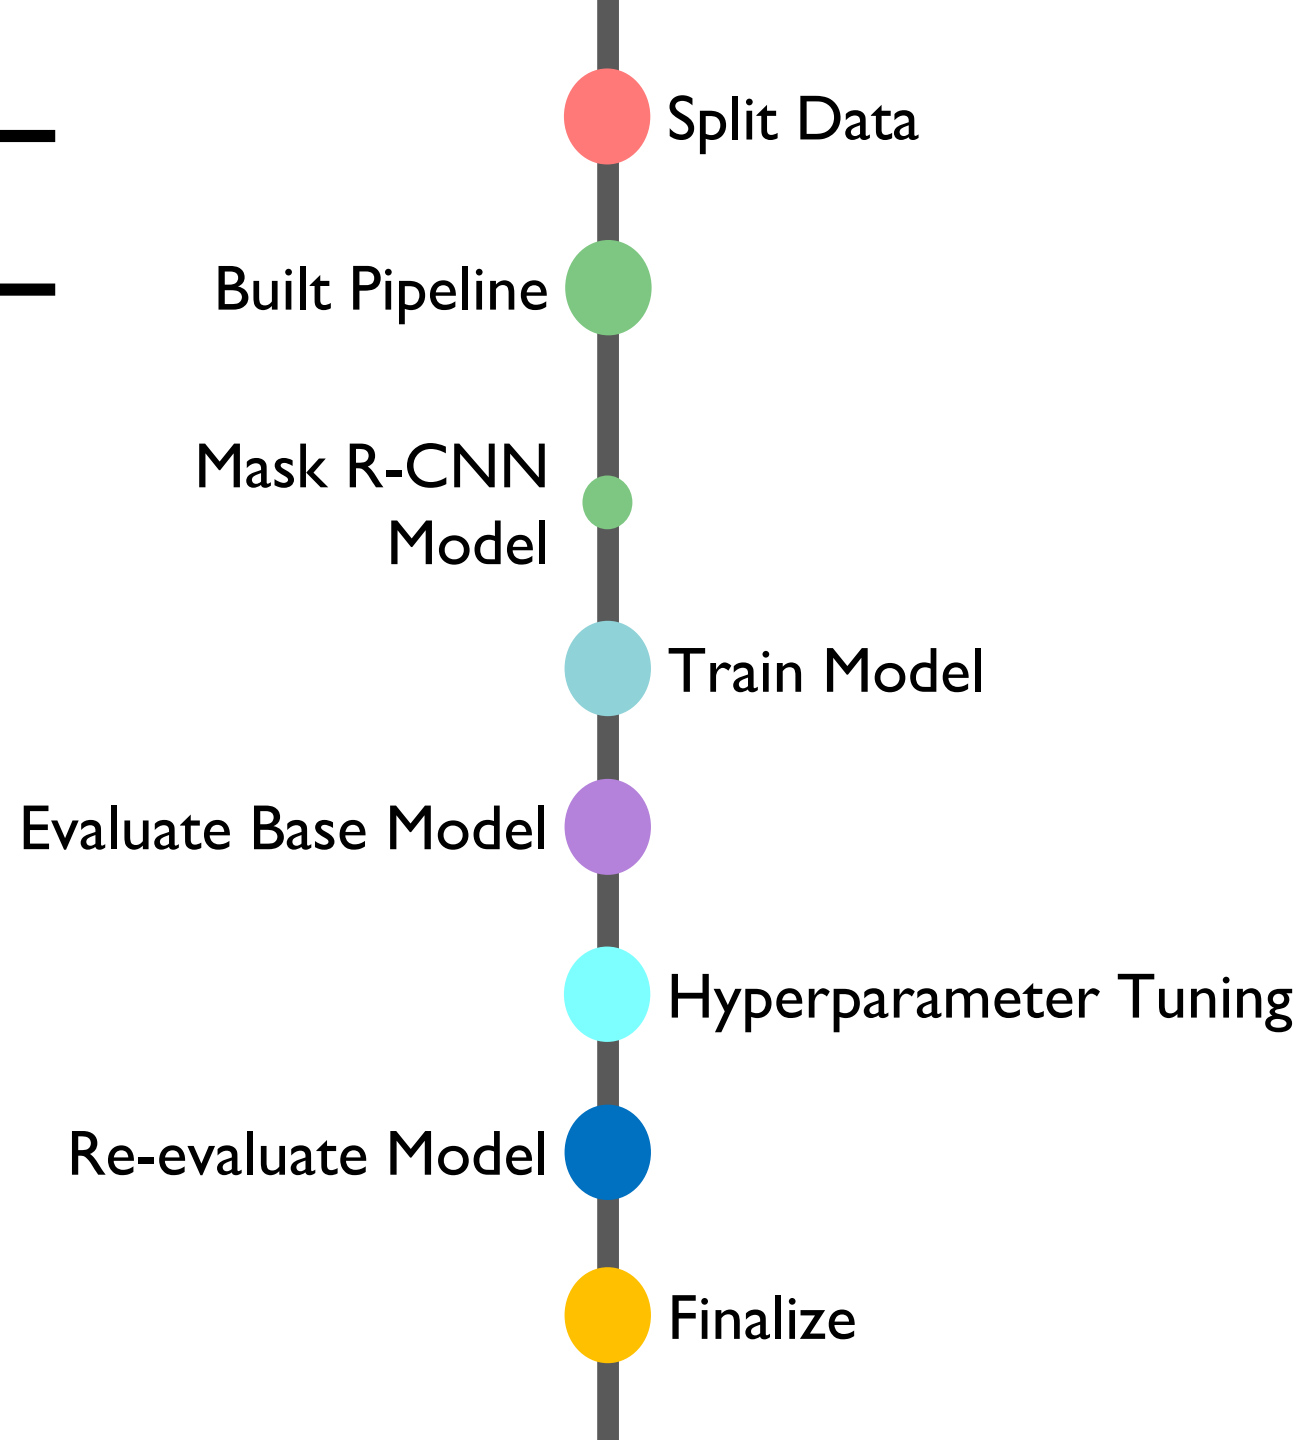 Split Data
Built Pipeline
Mask R-CNN
Model
Train Model
Evaluate Base Model
Hyperparameter Tuning
Re-evaluate Model
Finalize